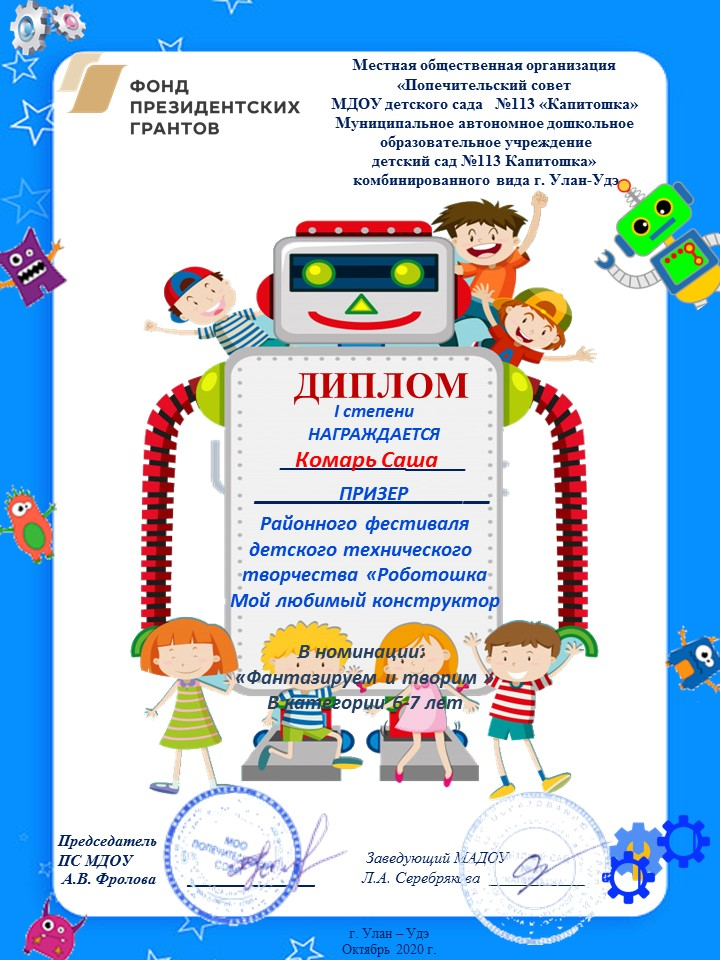 ФОНД
ПРЕЗИДЕНТСКИХ
ГРАНТОВ
Местная общественная организация
«Попечительский совет
МДОУ детского сада №113 «Капитошка»
Муниципальное автономное дошкольное
образовательное учреждение
детский сад №113 Капитошка»
комбинированного вида г. Улан-Удэ
ДИПЛОМ
I степени
НАГРАЖДАЕТСЯ
Комарь Саша
ПРИЗЕР
Районного фестиваля
детского технического
творчества «Роботошка
Мой любимый конструктор
В номинации:
«Фантазируем и творим »
В категории 6-7 лет
Председатель
ПС МДОУ
А.В. Фролова
МОО
Заведующий МАДОУ
Л.А. Серебрякова
г. Улан – Удэ
Октябрь 2020 г.